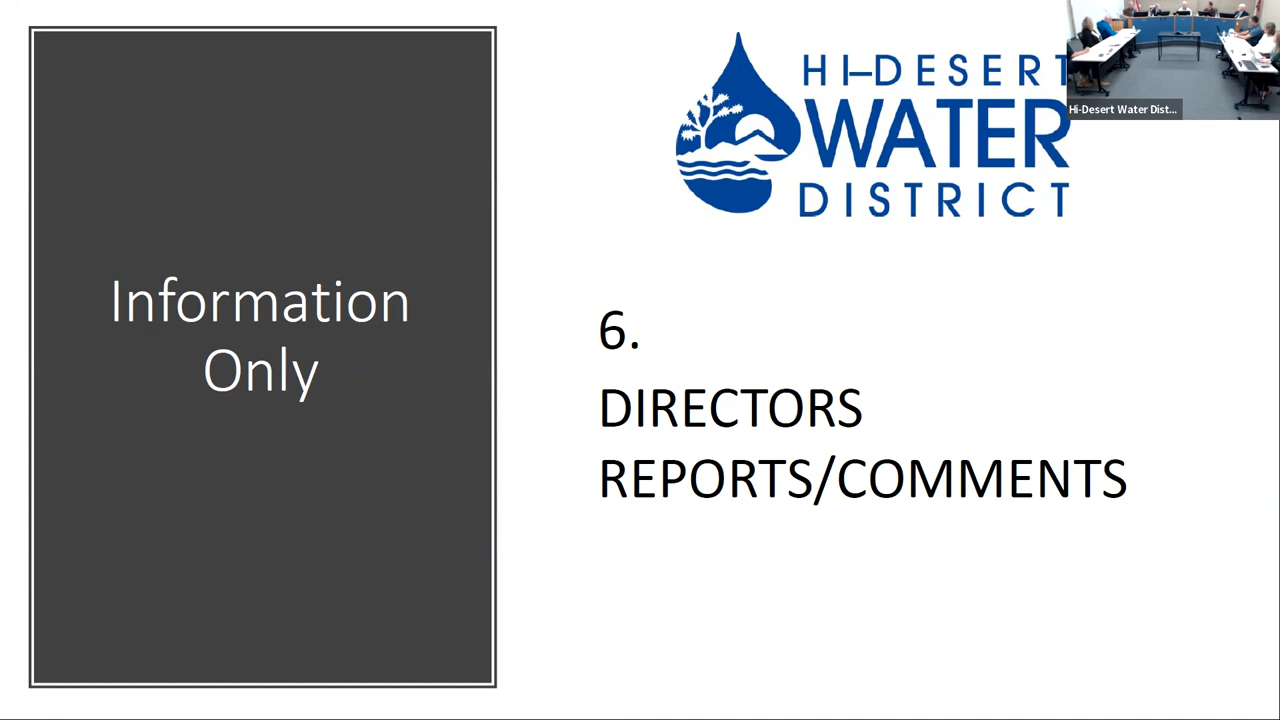 Information
Only
HI-DESERT
WATER
DISTRICT
Hi-Desert Water Dist...
6.
DIRECTORS
REPORTS/COMMENTS